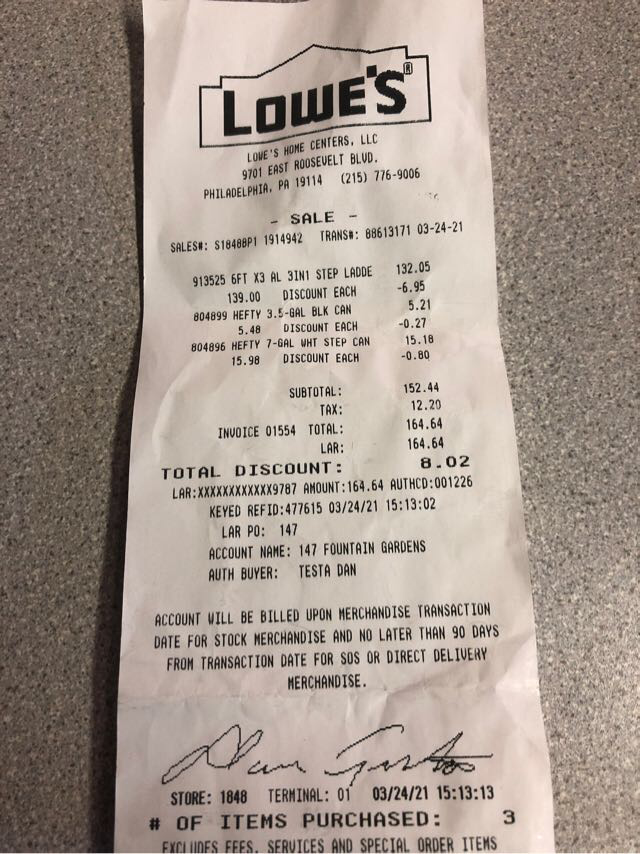 LOWE'S®
LOWE'S HOME CENTERS, LLC
9701 EAST ROOSEVELT BLVD.
PHILADELPHIA, PA 19114 (215) 776-9006
- SALE -
SALES#: S1848BP1 1914942 TRANS#: 88613171 03-24-21
913525 6FT X3 AL 3IN1 STEP LADDE 132.05
139.00 DISCOUNT EACH -6.95
804899 HEFTY 3.5-GAL BLK CAN 5.21
5.48 DISCOUNT EACH -0.27
804896 HEFTY 7-GAL WHT STEP CAN 15.18
15.98 DISCOUNT EACH -0.80
SUBTOTAL: 152.44
TAX: 12.20
INVOICE 01554 TOTAL: 164.64
LAR: 164.64
TOTAL DISCOUNT: 8.02
LAR:XXXXXXXXXXXX9787 AMOUNT:164.64 AUTHCD:001226
KEYED REFID:477615 03/24/21 15:13:02
LAR PO: 147
ACCOUNT NAME: 147 FOUNTAIN GARDENS
AUTH BUYER: TESTA DAN
ACCOUNT WILL BE BILLED UPON MERCHANDISE TRANSACTION
DATE FOR STOCK MERCHANDISE AND NO LATER THAN 90 DAYS
FROM TRANSACTION DATE FOR SOS OR DIRECT DELIVERY
MERCHANDISE.
STORE: 1848 TERMINAL: 01 03/24/21 15:13:13
# OF ITEMS PURCHASED: 3
EXCLUDES FEES, SERVICES AND SPECIAL ORDER ITEMS